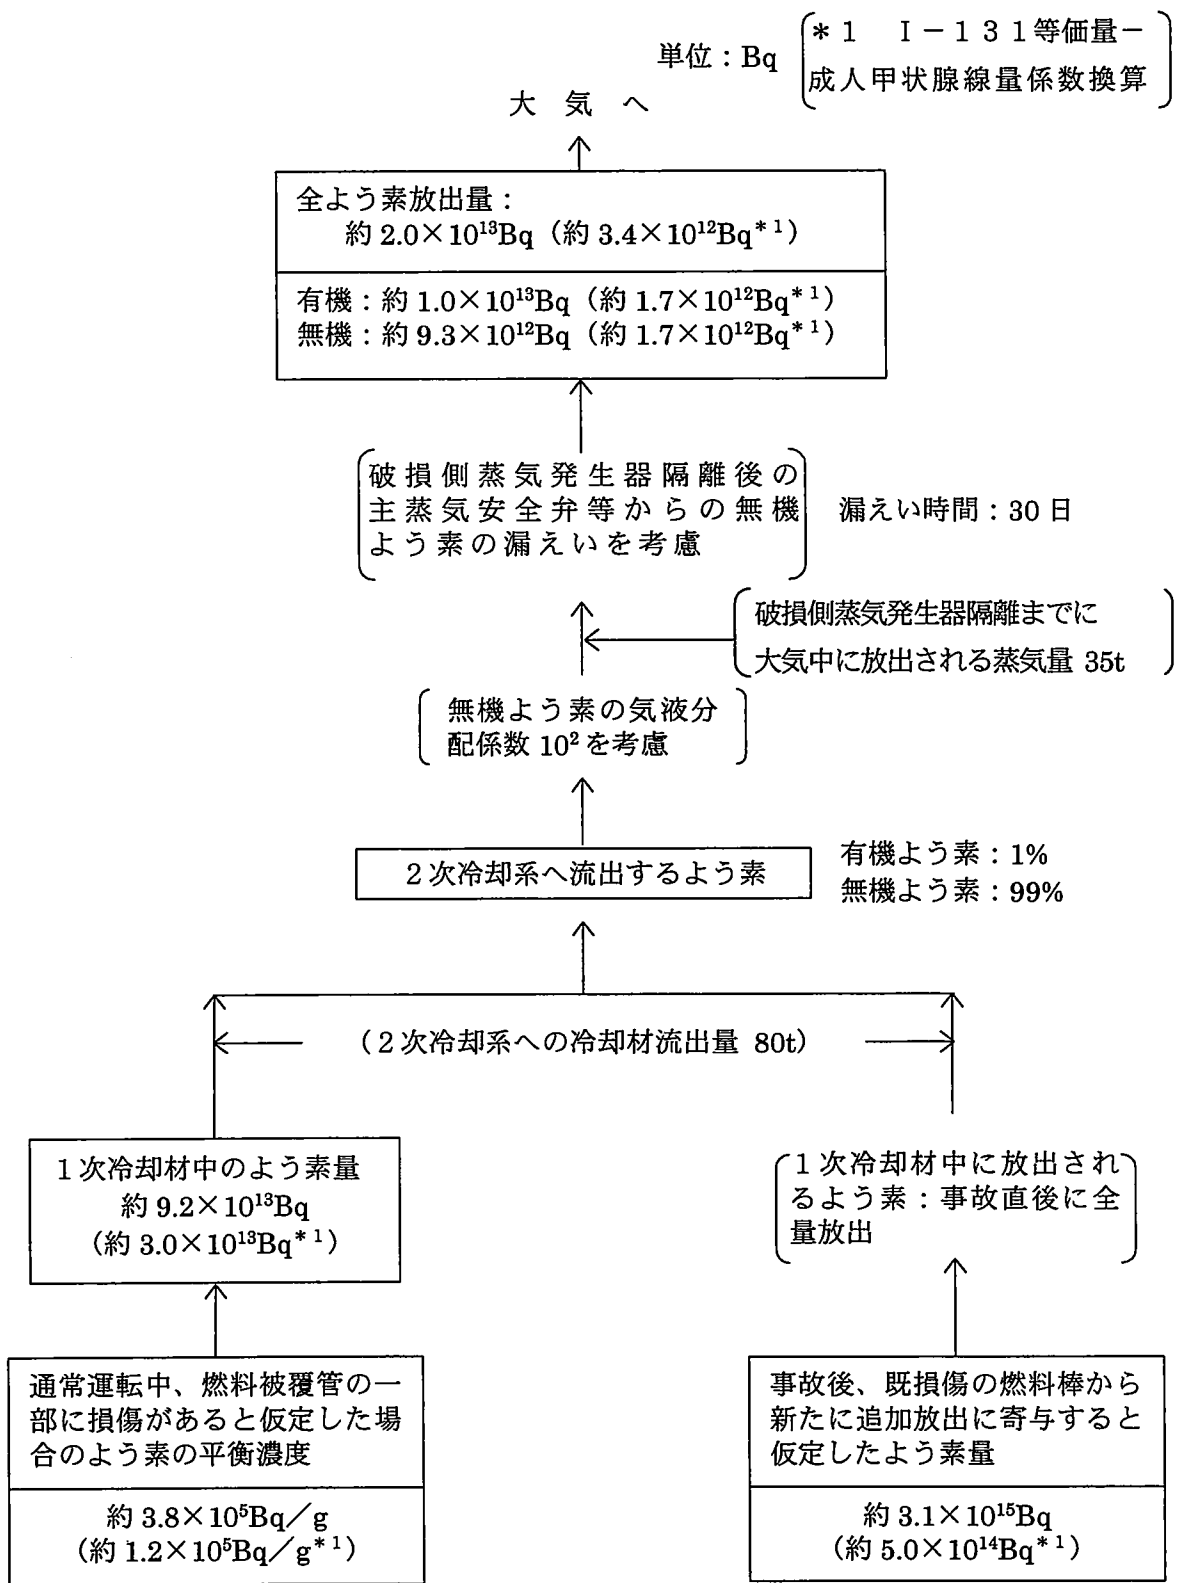 単位：Bq
＊１　Ｉ－１３１等価量－
成人甲状腺線量係数換算
大　気　へ
全よう素放出量：
約 2.0×10¹³Bq（約 3.4×10¹²Bq*¹）
有機：約 1.0×10¹³Bq（約 1.7×10¹²Bq*¹）
無機：約 9.3×10¹²Bq（約 1.7×10¹²Bq*¹）
破損側蒸気発生器隔離後の
主蒸気安全弁等からの無機
よう素の漏えいを考慮
漏えい時間：30 日
破損側蒸気発生器隔離までに
大気中に放出される蒸気量 35t
無機よう素の気液分
配係数 10²を考慮
２次冷却系へ流出するよう素
有機よう素：1%
無機よう素：99%
（２次冷却系への冷却材流出量 80t）
１次冷却材中のよう素量
約 9.2×10¹³Bq
（約 3.0×10¹³Bq*¹）
１次冷却材中に放出され
るよう素：事故直後に全
量放出
通常運転中、燃料被覆管の一
部に損傷があると仮定した場
合のよう素の平衡濃度
約 3.8×10⁵Bq／g
（約 1.2×10⁵Bq／g*¹）
事故後、既損傷の燃料棒から
新たに追加放出に寄与すると
仮定したよう素量
約 3.1×10¹⁵Bq
（約 5.0×10¹⁴Bq*¹）